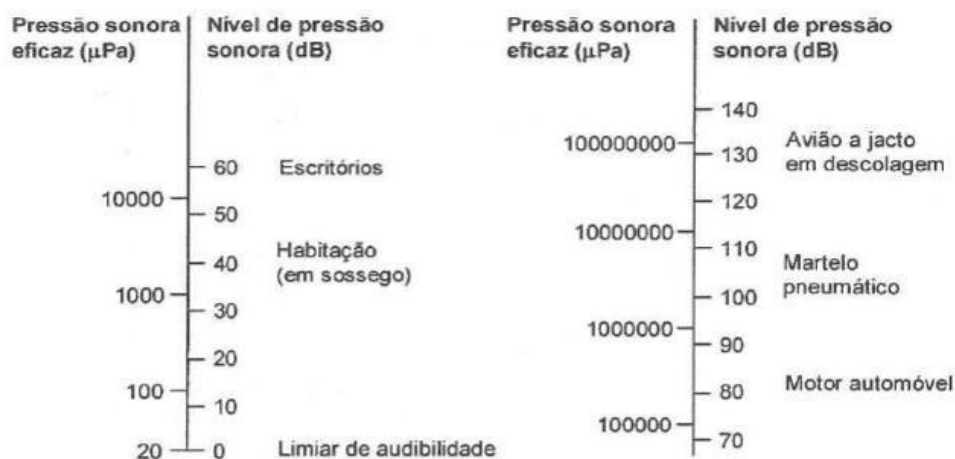 Pressão sonora
eficaz (μPa)
Nível de pressão
sonora (dB)
60 Escritórios
10000
50
40 Habitação
(em sossego)
1000
30
20
100
10
20 0 Limiar de audibilidade
Pressão sonora
eficaz (μPa)
Nível de pressão
sonora (dB)
140
100000000
Avião a jacto
130 em descolagem
120
10000000
110
Martelo
100 pneumático
1000000
90
80 Motor automóvel
100000
70